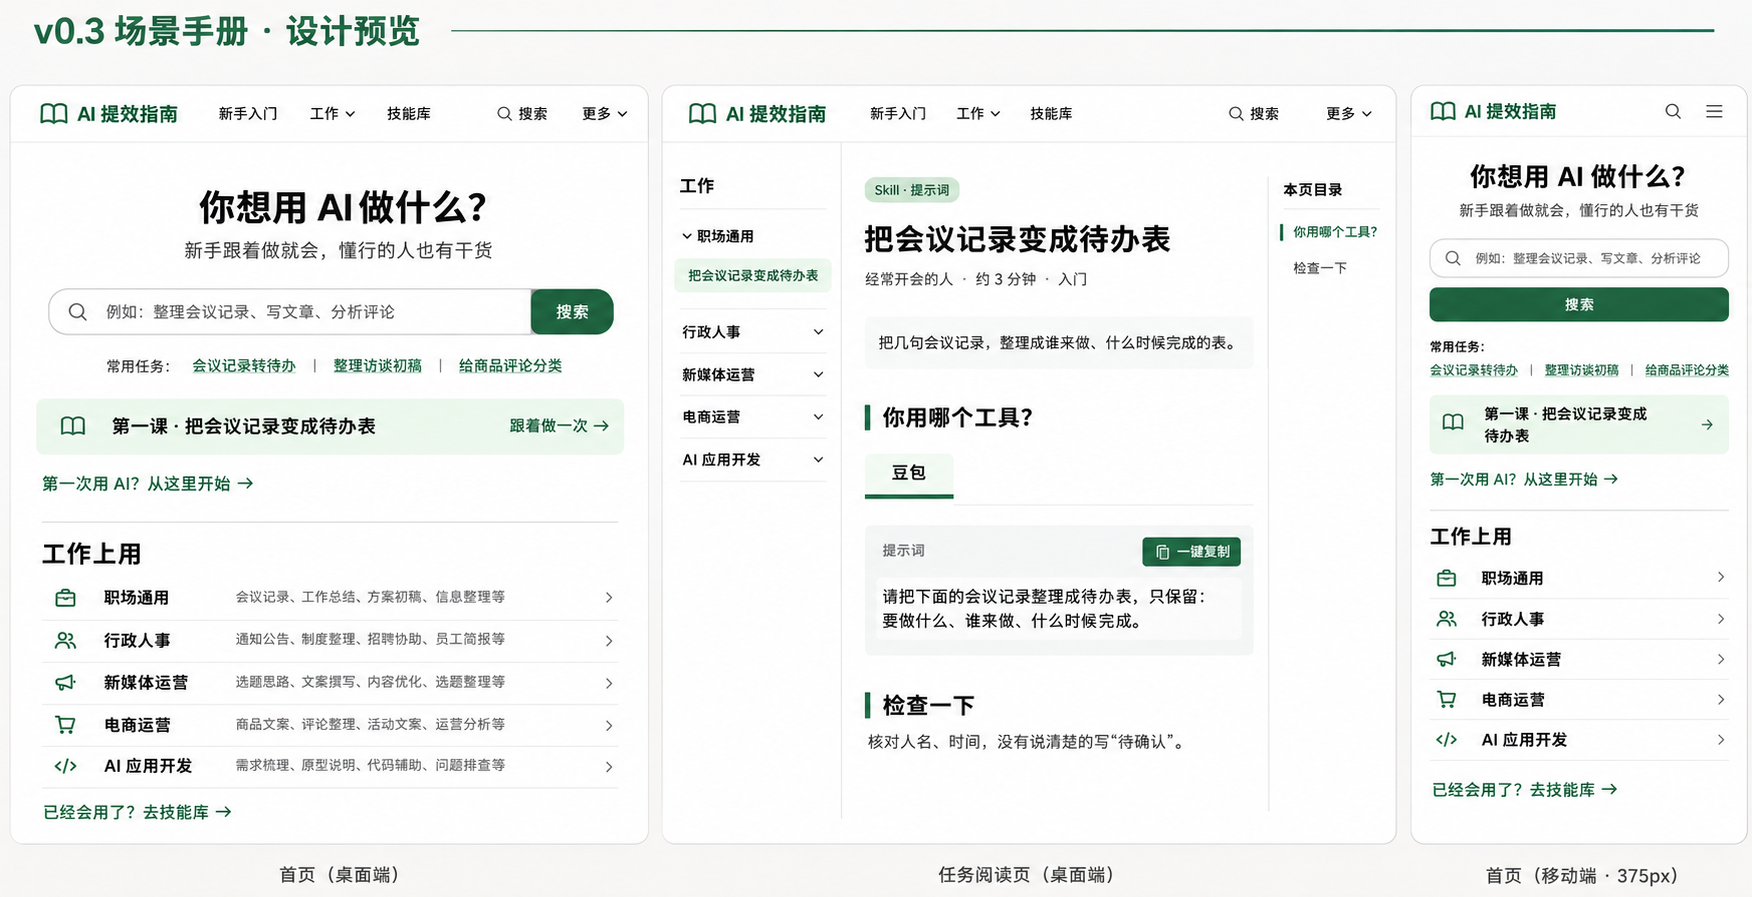 v0.3 场景手册 · 设计预览
AI 提效指南
新手入门
工作
技能库
搜索
更多
你想用 AI 做什么？
新手跟着做就会，懂行的人也有干货
例如：整理会议记录、写文章、分析评论
搜索
常用任务： 会议记录转待办 | 整理访谈初稿 | 给商品评论分类
第一课 · 把会议记录变成待办表
跟着做一次 →
第一次用 AI？从这里开始 →
工作上用
职场通用 会议记录、工作总结、方案初稿、信息整理等
行政人事 通知公告、制度整理、招聘协助、员工简报等
新媒体运营 选题思路、文案撰写、内容优化、选题整理等
电商运营 商品文案、评论整理、活动文案、运营分析等
</> AI 应用开发 需求梳理、原型说明、代码辅助、问题排查等
已经会用了？去技能库 →
首页（桌面端）
AI 提效指南
新手入门
工作
技能库
搜索
更多
工作
职场通用
把会议记录变成待办表
行政人事
新媒体运营
电商运营
AI 应用开发
Skill · 提示词
把会议记录变成待办表
经常开会的人 · 约 3 分钟 · 入门
把几句会议记录，整理成谁来做、什么时候完成的表。
你用哪个工具？
豆包
提示词
一键复制
请把下面的会议记录整理成待办表，只保留：
要做什么、谁来做、什么时候完成。
检查一下
核对人名、时间，没有说清楚的写“待确认”。
本页目录
你用哪个工具？
检查一下
任务阅读页（桌面端）
AI 提效指南
你想用 AI 做什么？
新手跟着做就会，懂行的人也有干货
例如：整理会议记录、写文章、分析评论
搜索
常用任务：
会议记录转待办 | 整理访谈初稿 | 给商品评论分类
第一课 · 把会议记录变成
待办表
→
第一次用 AI？从这里开始 →
工作上用
职场通用
行政人事
新媒体运营
电商运营
</> AI 应用开发
已经会用了？去技能库 →
首页（移动端 · 375px）